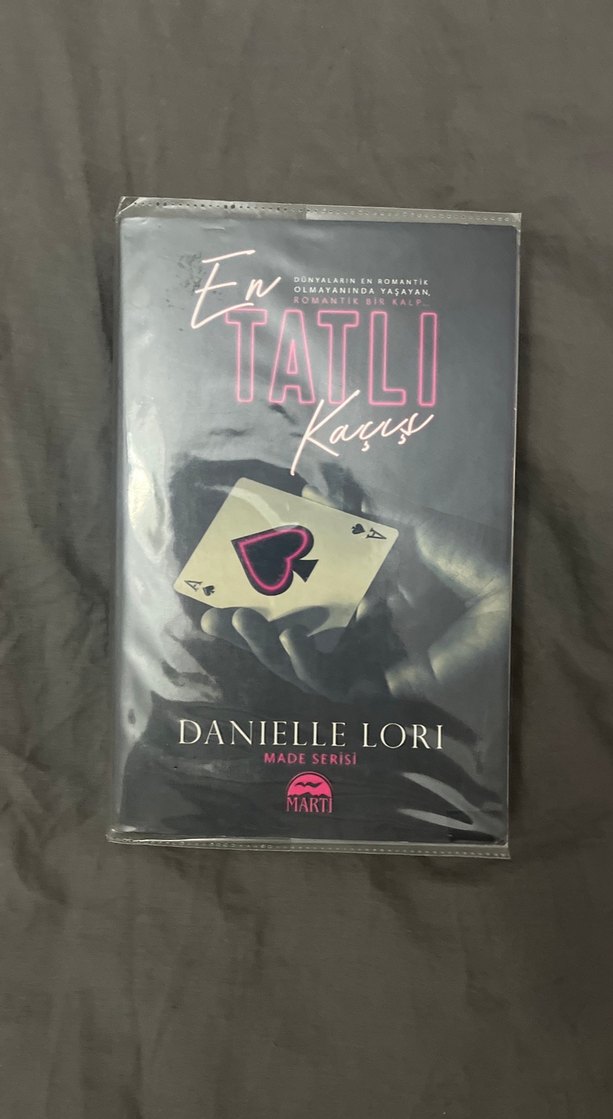 En
DÜNYALARIN EN ROMANTİK
OLMAYANINDA YAŞAYAN,
ROMANTİK BİR KALP...
TATLI
Kaçış
A
A
DANIELLE LORI
MADE SERİSİ
MARTI